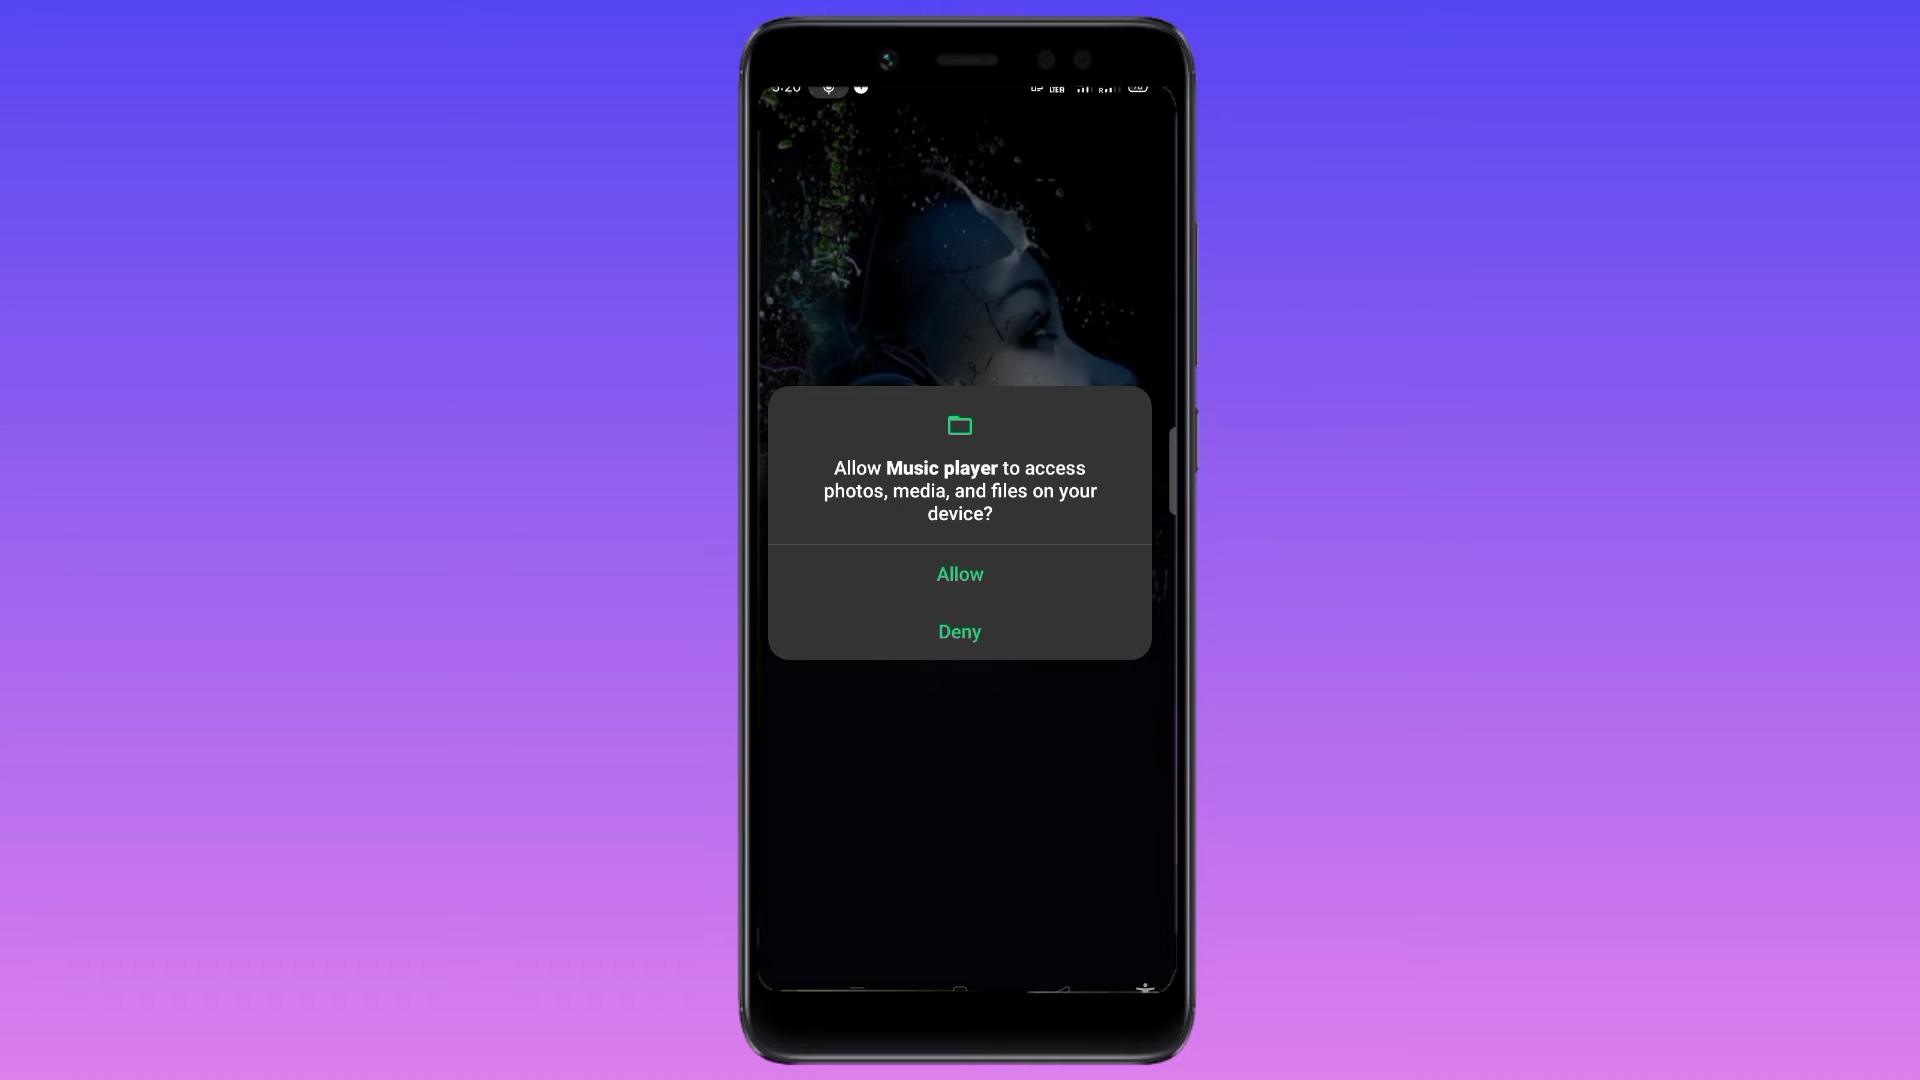 Allow Music player to access
photos, media, and files on your
device?
Allow
Deny